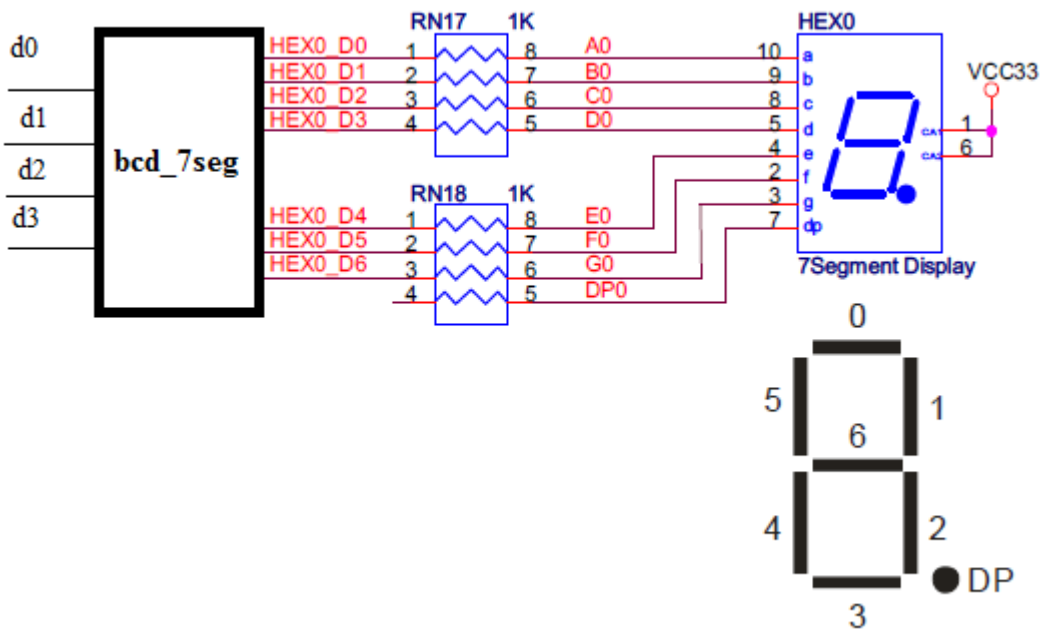 d0
d1
d2
d3
bcd_7seg
HEX0_D0
HEX0_D1
HEX0_D2
HEX0_D3
HEX0_D4
HEX0_D5
HEX0_D6
RN17 1K
1 8
2 7
3 6
4 5
RN18 1K
1 8
2 7
3 6
4 5
A0
B0
C0
D0
E0
F0
G0
DP0
HEX0
10 a
9 b
8 c
5 d
4 e
2 f
3 g
7 dp
CA1 1
CA2 6
VCC33
7Segment Display
0
5
1
6
4
2
DP
3